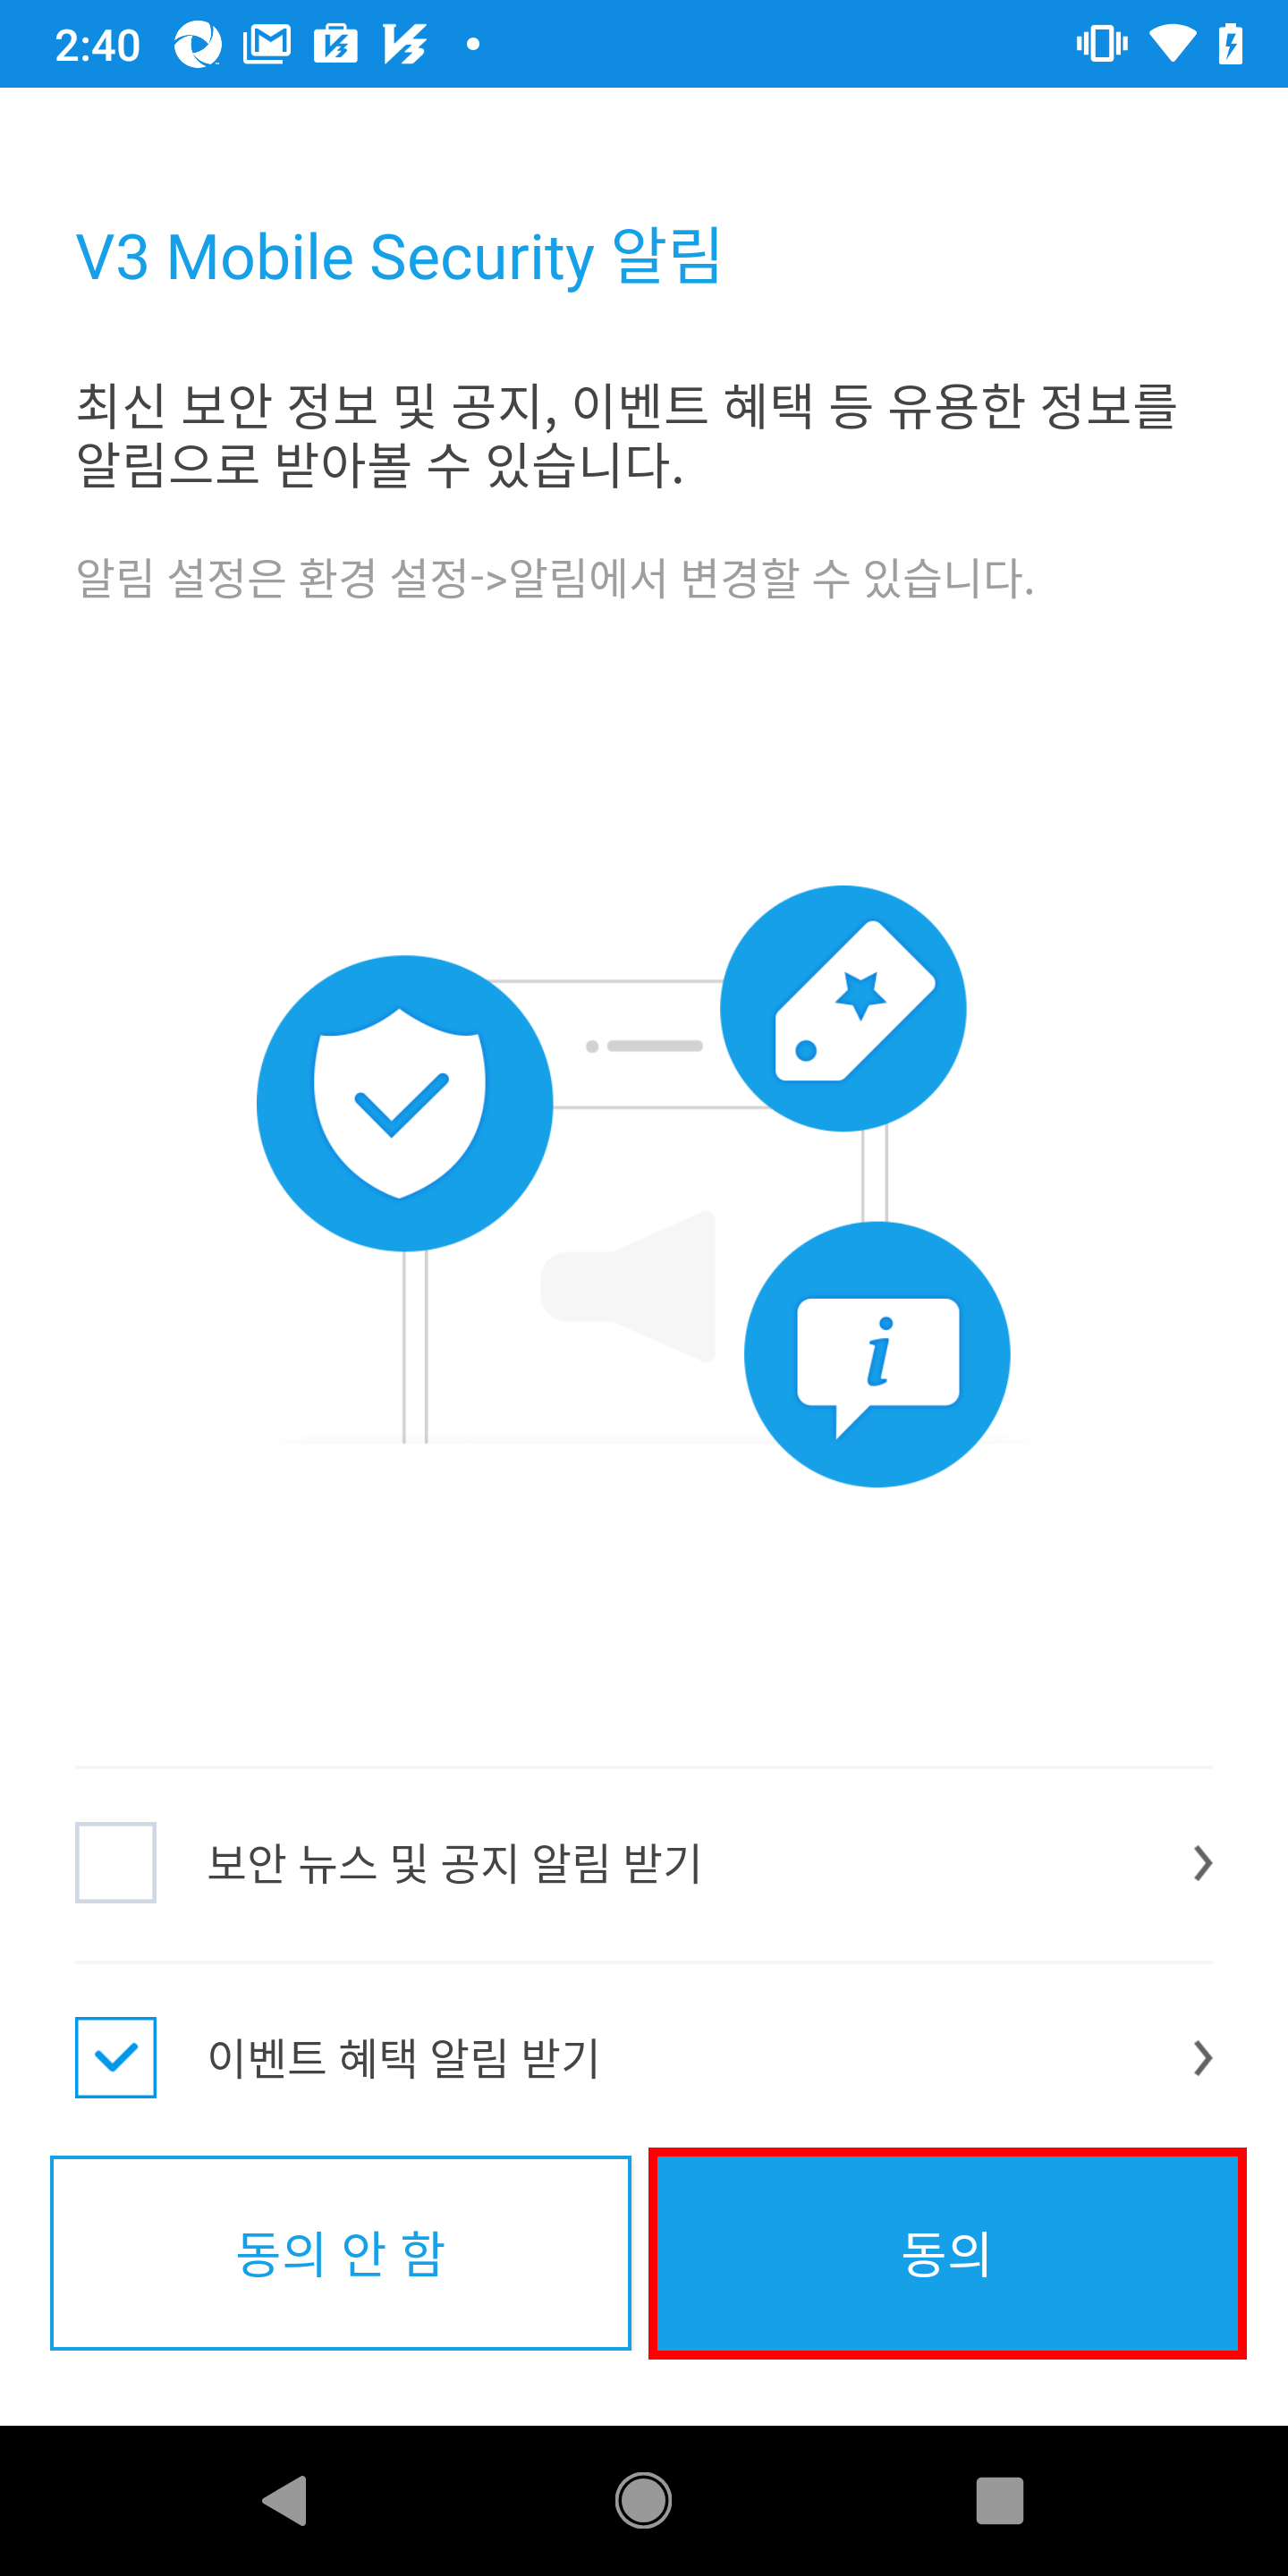 2:40
V3 Mobile Security 알림
최신 보안 정보 및 공지, 이벤트 혜택 등 유용한 정보를
알림으로 받아볼 수 있습니다.
알림 설정은 환경 설정->알림에서 변경할 수 있습니다.
i
보안 뉴스 및 공지 알림 받기
이벤트 혜택 알림 받기
동의 안 함
동의